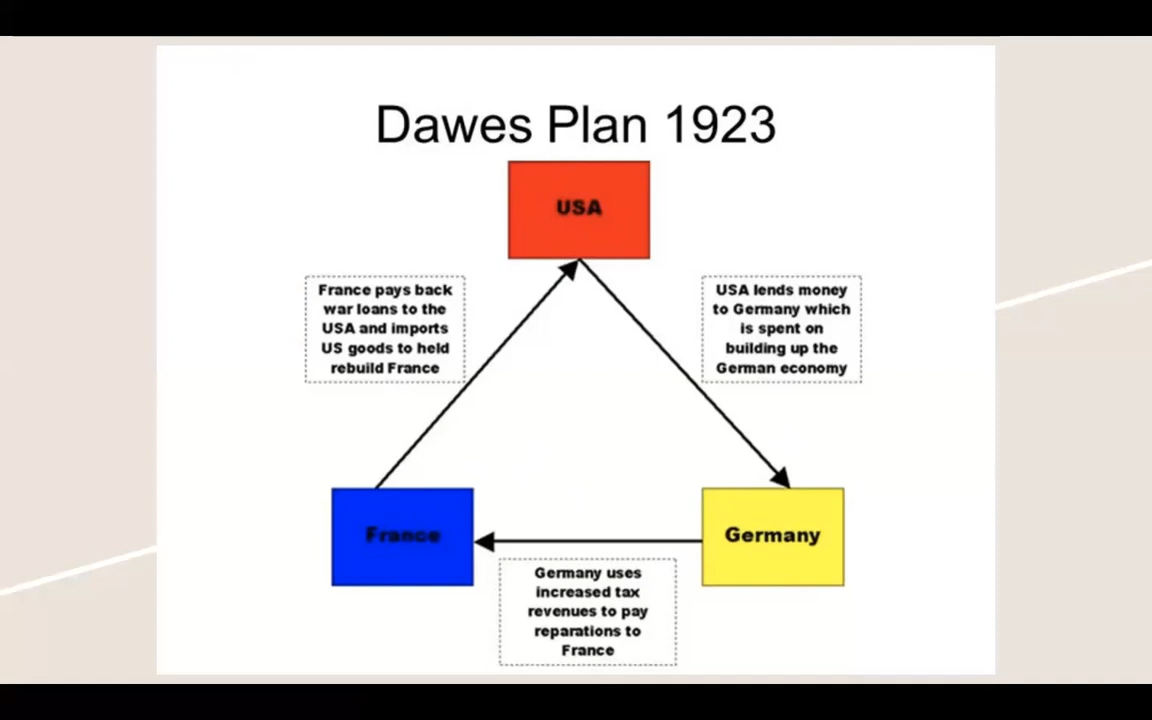 Dawes Plan 1923
USA
France pays back
war loans to the
USA and imports
US goods to held
rebuild France
USA lends money
to Germany which
is spent on
building up the
German economy
France
Germany
Germany uses
increased tax
revenues to pay
reparations to
France